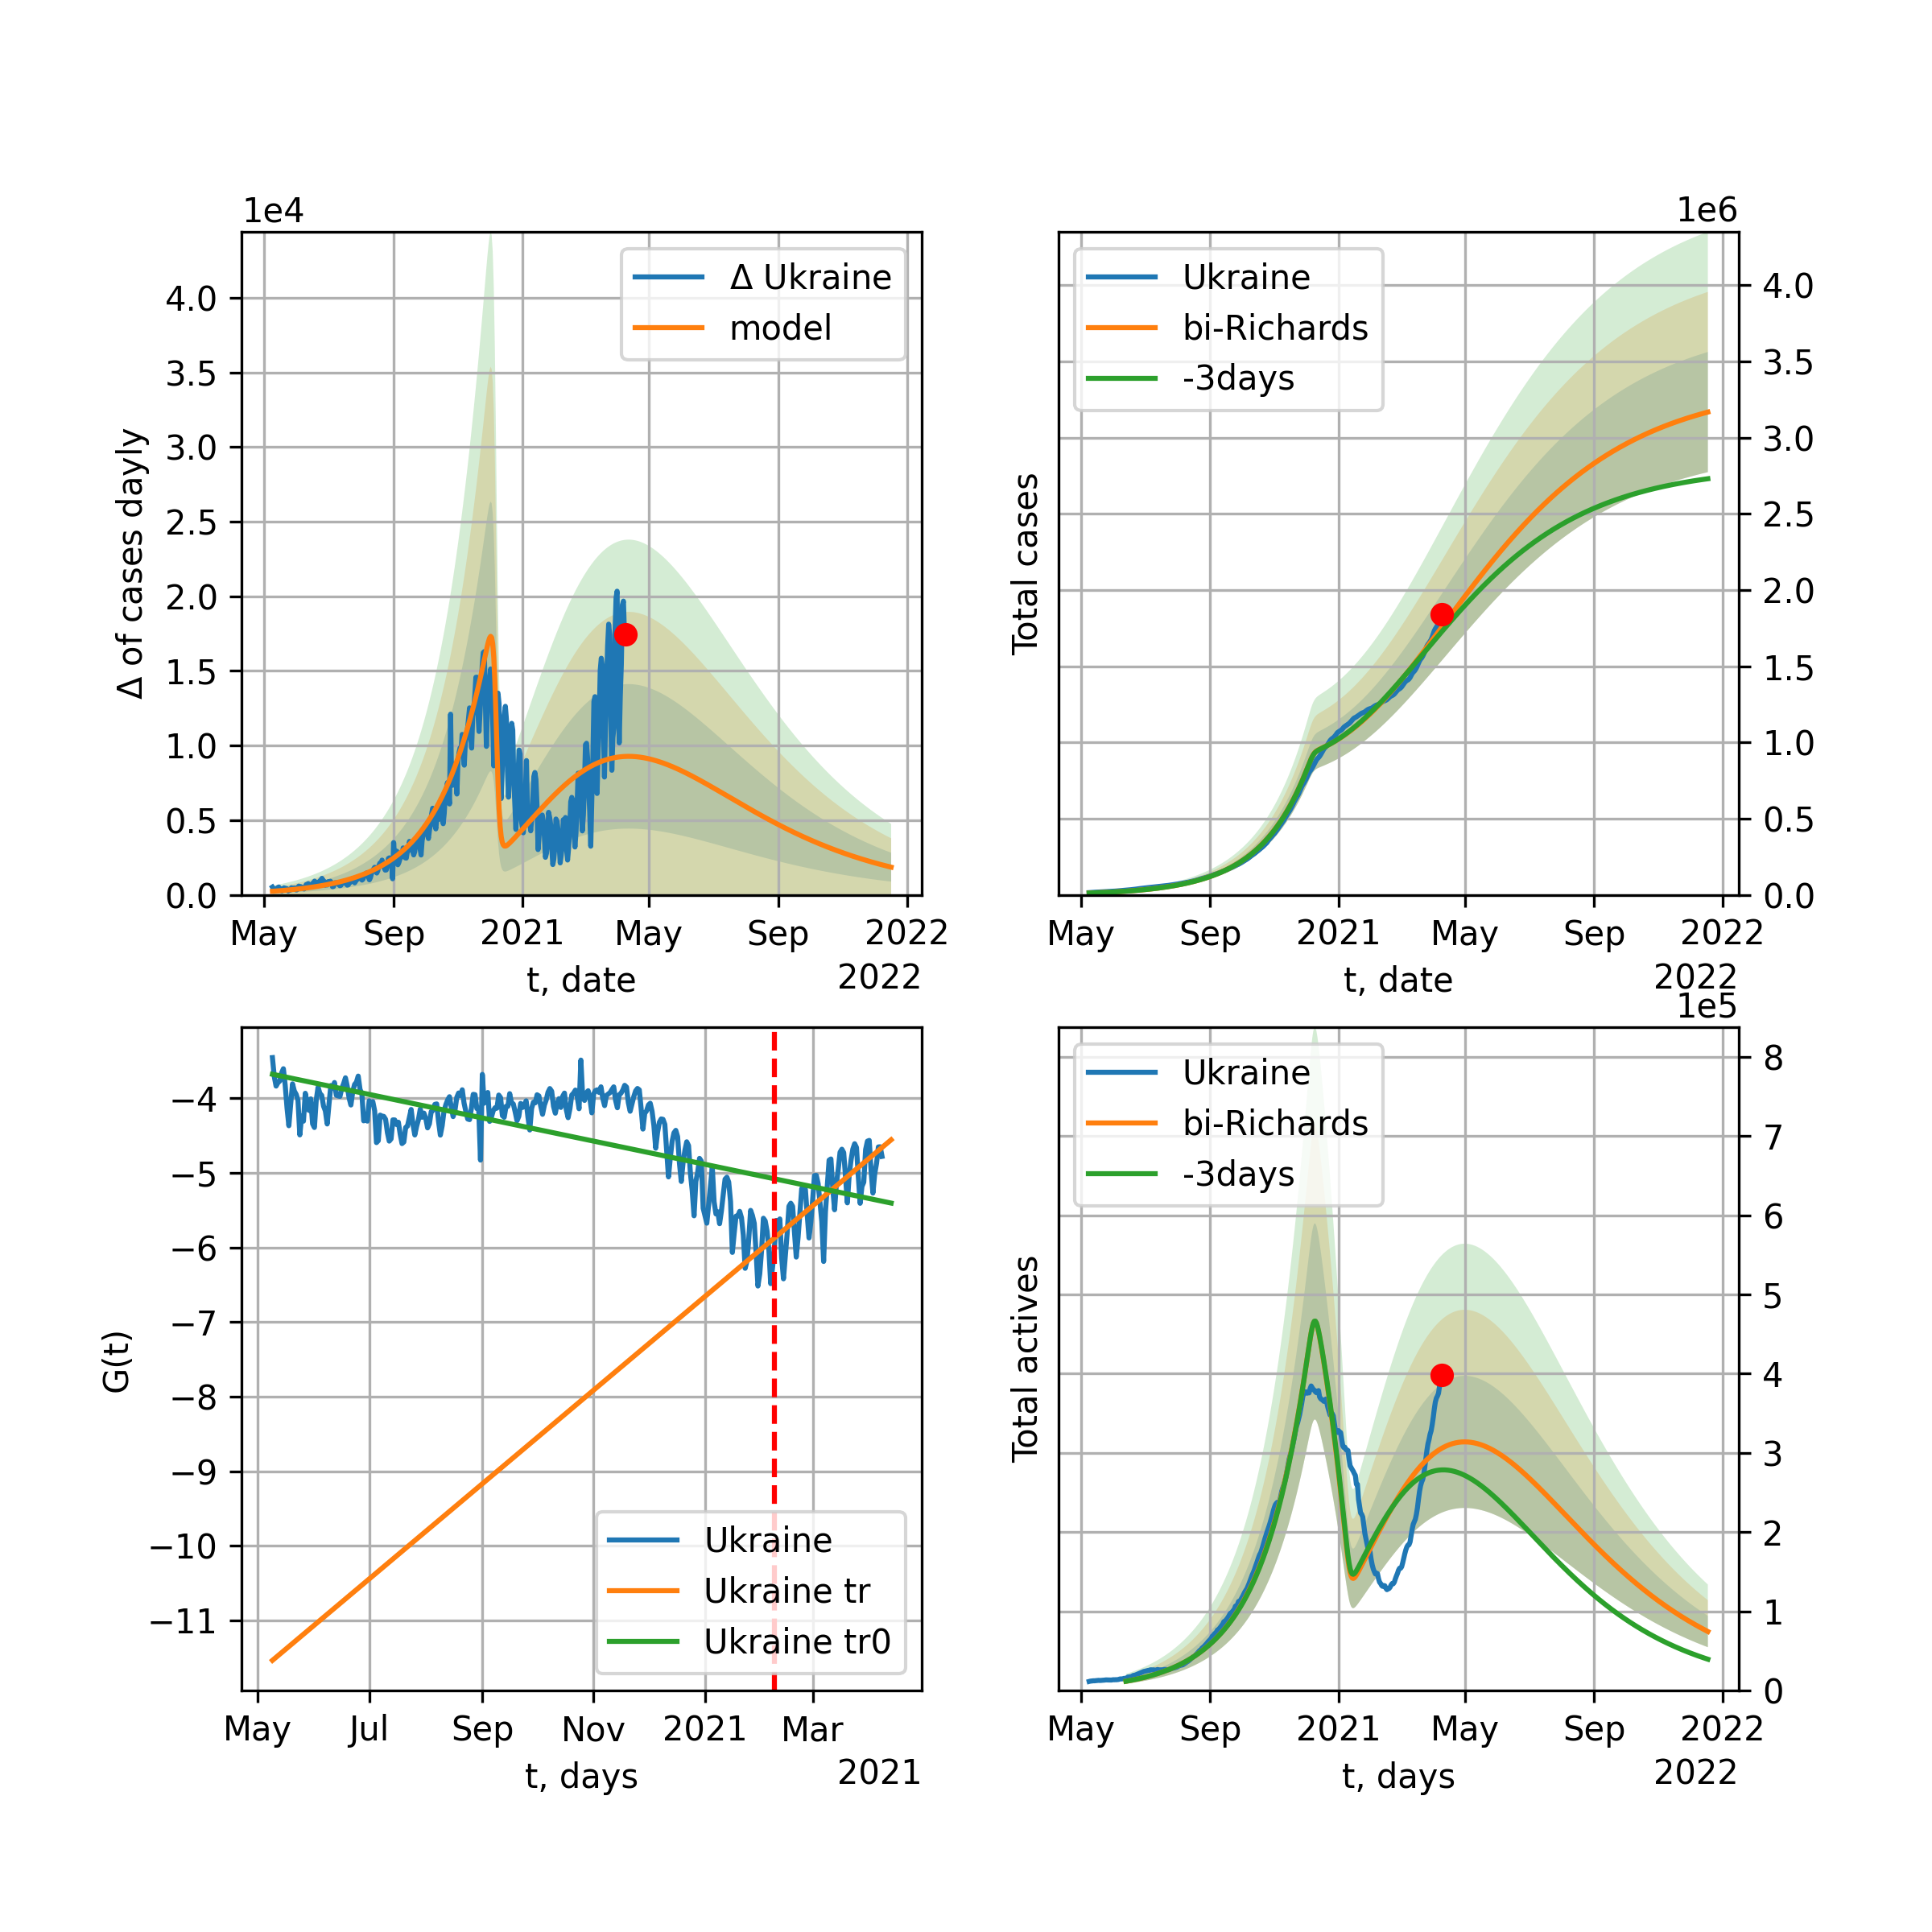 1e4
Δ of cases dayly
4.0
3.5
3.0
2.5
2.0
1.5
1.0
0.5
0.0
Δ Ukraine
model
May Sep 2021 May Sep 2022
t, date
2022
1e6
Total cases
Ukraine
bi-Richards
-3days
4.0
3.5
3.0
2.5
2.0
1.5
1.0
0.5
0.0
May Sep 2021 May Sep 2022
t, date
2022
G(t)
−4
−5
−6
−7
−8
−9
−10
−11
Ukraine
Ukraine tr
Ukraine tr0
May Jul Sep Nov 2021 Mar
t, days
2021
1e5
Total actives
Ukraine
bi-Richards
-3days
8
7
6
5
4
3
2
1
0
May Sep 2021 May Sep 2022
t, days
2022